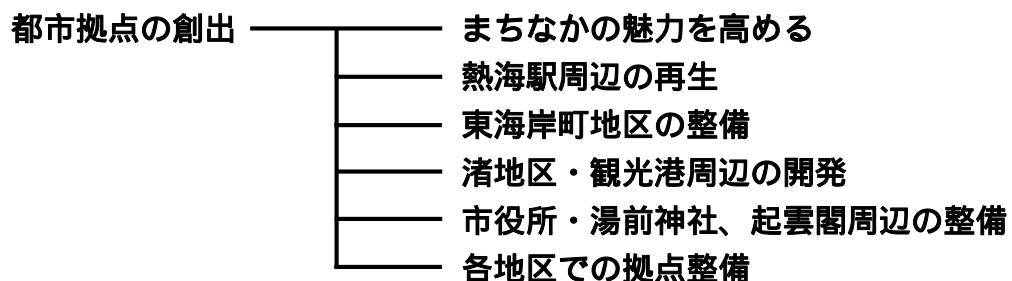 都市拠点の創出
まちなかの魅力を高める
熱海駅周辺の再生
東海岸町地区の整備
渚地区・観光港周辺の開発
市役所・湯前神社、起雲閣周辺の整備
各地区での拠点整備